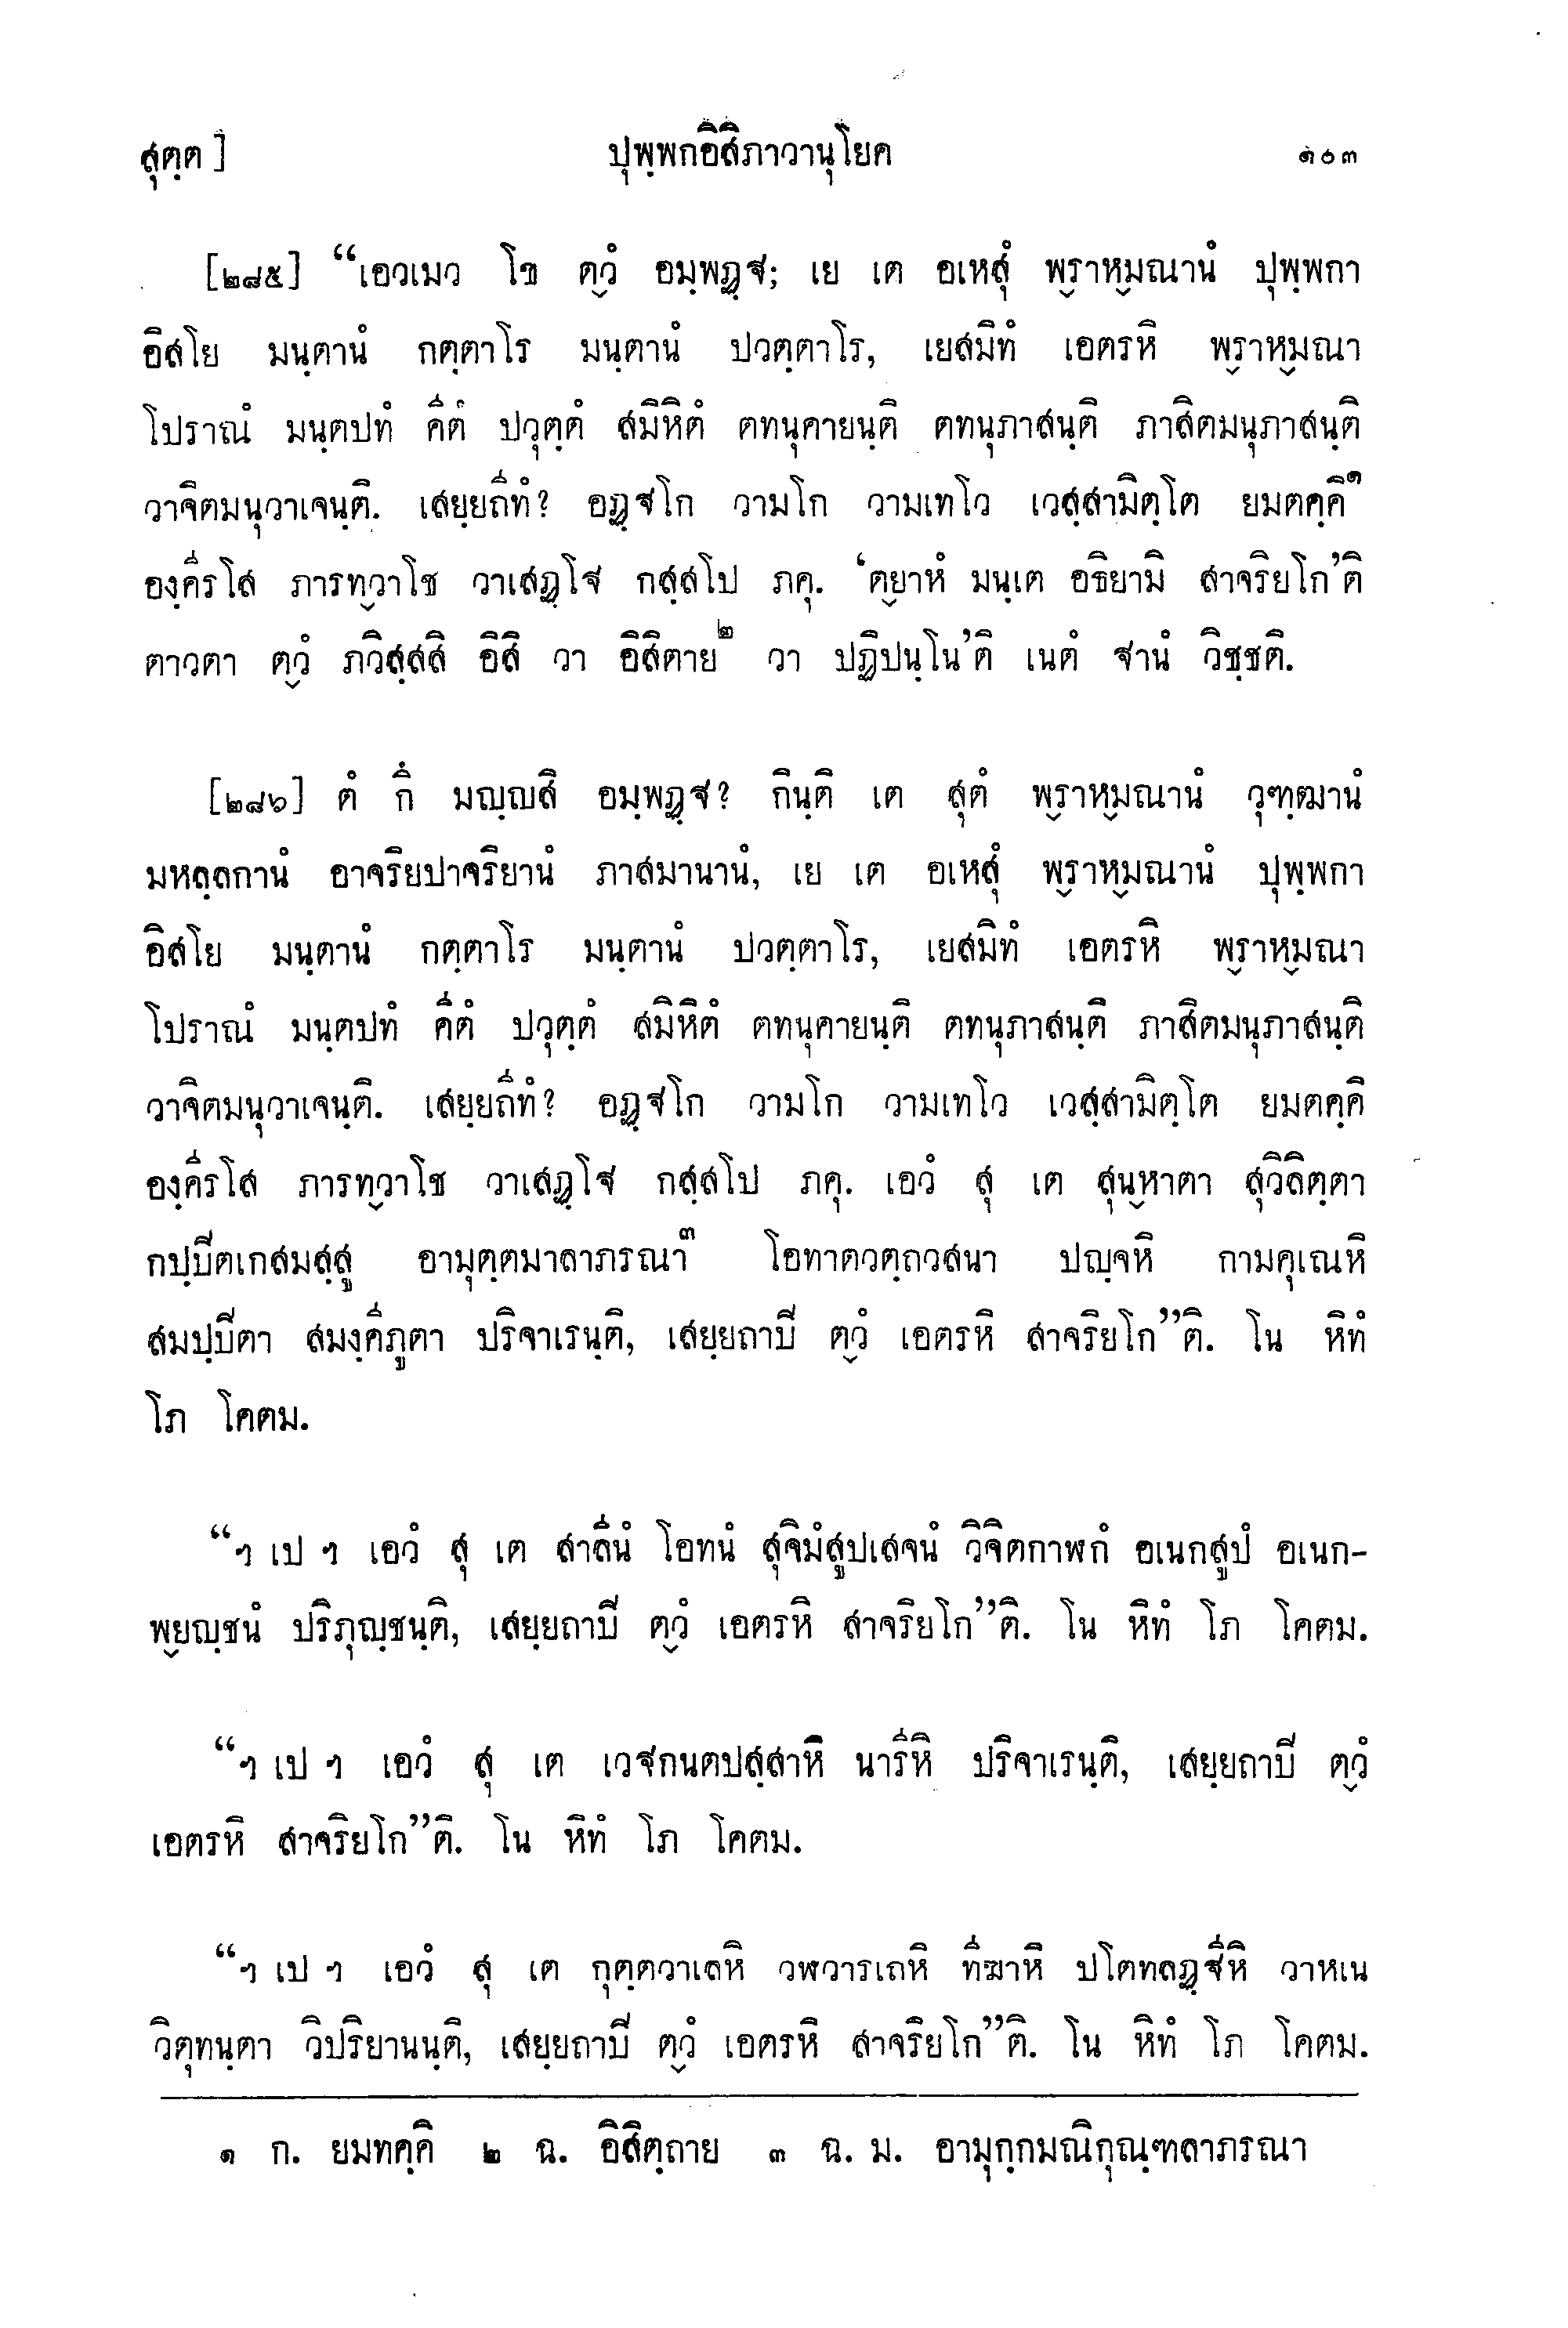 สุตฺต]
ปุพฺพกอิสิภาวานุโยค
๑๐๓
[๒๘๕] “เอวเมว โข ตฺวํ อมฺพฏฺฐ; เย เต อเหสุํ พฺราหฺมณานํ ปุพฺพกา
อิสโย มนฺตานํ กตฺตาโร มนฺตานํ ปวตฺตาโร, เยสมิทํ เอตรหิ พฺราหฺมณา
โปราณํ มนฺตปทํ คีตํ ปวุตฺตํ สมิหิตํ ตทนุคายนฺติ ตทนุภาสนฺติ ภาสิตมนุภาสนฺติ
วาจิตมนุวาเจนฺติ. เสยฺยถีทํ? อฏฺฐโก วามโก วามเทโว เวสฺสามิตฺโต ยมตคฺคิ๑
องฺคีรโส ภารทฺวาโช วาเสฏฺโฐ กสฺสโป ภคุ. ‘ตฺยาหํ มนฺเต อธิยามิ สาจริยโก’ติ
ตาวตา ตฺวํ ภวิสฺสสิ อิสิ วา อิสิตาย๒ วา ปฏิปนฺโน’ติ เนตํ ฐานํ วิชฺชติ.
[๒๘๖] ตํ กึ มญฺญสิ อมฺพฏฺฐ? กินฺติ เต สุตํ พฺราหฺมณานํ วุฑฺฒานํ
มหลฺลกานํ อาจริยปาจริยานํ ภาสมานานํ, เย เต อเหสุํ พฺราหฺมณานํ ปุพฺพกา
อิสโย มนฺตานํ กตฺตาโร มนฺตานํ ปวตฺตาโร, เยสมิทํ เอตรหิ พฺราหฺมณา
โปราณํ มนฺตปทํ คีตํ ปวุตฺตํ สมิหิตํ ตทนุคายนฺติ ตทนุภาสนฺติ ภาสิตมนุภาสนฺติ
วาจิตมนุวาเจนฺติ. เสยฺยถีทํ? อฏฺฐโก วามโก วามเทโว เวสฺสามิตฺโต ยมตคฺคิ
องฺคีรโส ภารทฺวาโช วาเสฏฺโฐ กสฺสโป ภคุ. เอวํ สุ เต สุนฺหาตา สุวิลิตฺตา
กปฺปิตเกสมสฺสู อามุตฺตมาลาภรณา๓ โอทาตวตฺถวสนา ปญฺจหิ กามคุเณหิ
สมปฺปิตา สมงฺคีภูตา ปริจาเรนฺติ, เสยฺยถาปิ ตฺวํ เอตรหิ สาจริยโก”ติ. โน หิทํ
โภ โคตม.
“ฯ เป ฯ เอวํ สุ เต สาลีนํ โอทนํ สุจิมํสูปเสจนํ วิจิตกาฬกํ อเนกสูปํ อเนก-
พฺยญฺชนํ ปริภุญฺชนฺติ, เสยฺยถาปิ ตฺวํ เอตรหิ สาจริยโก”ติ. โน หิทํ โภ โคตม.
“ฯ เป ฯ เอวํ สุ เต เวฐกนตปสฺสาหิ นารีหิ ปริจาเรนฺติ, เสยฺยถาปิ ตฺวํ
เอตรหิ สาจริยโก”ติ. โน หิทํ โภ โคตม.
“ฯ เป ฯ เอวํ สุ เต กุตฺตวาเลหิ วฬวารเถหิ ทีฆาหิ ปโตทลฏฺฐีหิ วาหเน
วิตุทนฺตา วิปริยานนฺติ, เสยฺยถาปิ ตฺวํ เอตรหิ สาจริยโก”ติ. โน หิทํ โภ โคตม.
๑ ก. ยมทคฺคิ ๒ ฉ. อิสิตฺถาย ๓ ฉ. ม. อามุกฺกมณิกุณฺฑลาภรณา